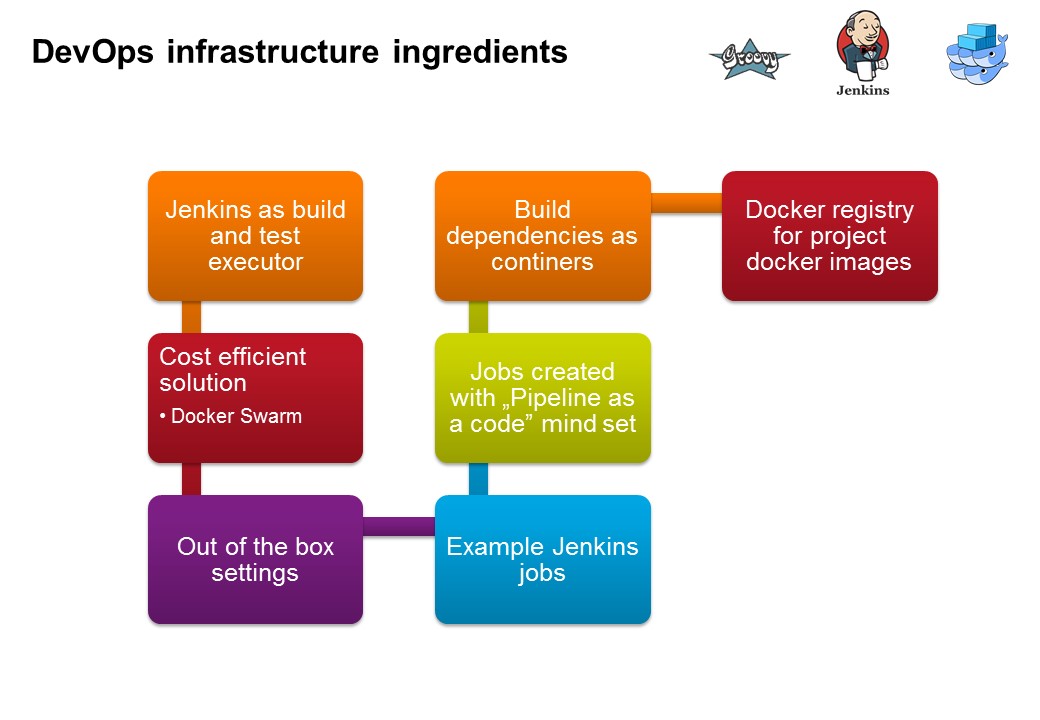 DevOps infrastructure ingredients
Groovy
Jenkins
Jenkins as build
and test
executor
Cost efficient
solution
• Docker Swarm
Out of the box
settings
Example Jenkins
jobs
Jobs created
with „Pipeline as
a code” mind set
Build
dependencies as
continers
Docker registry
for project
docker images